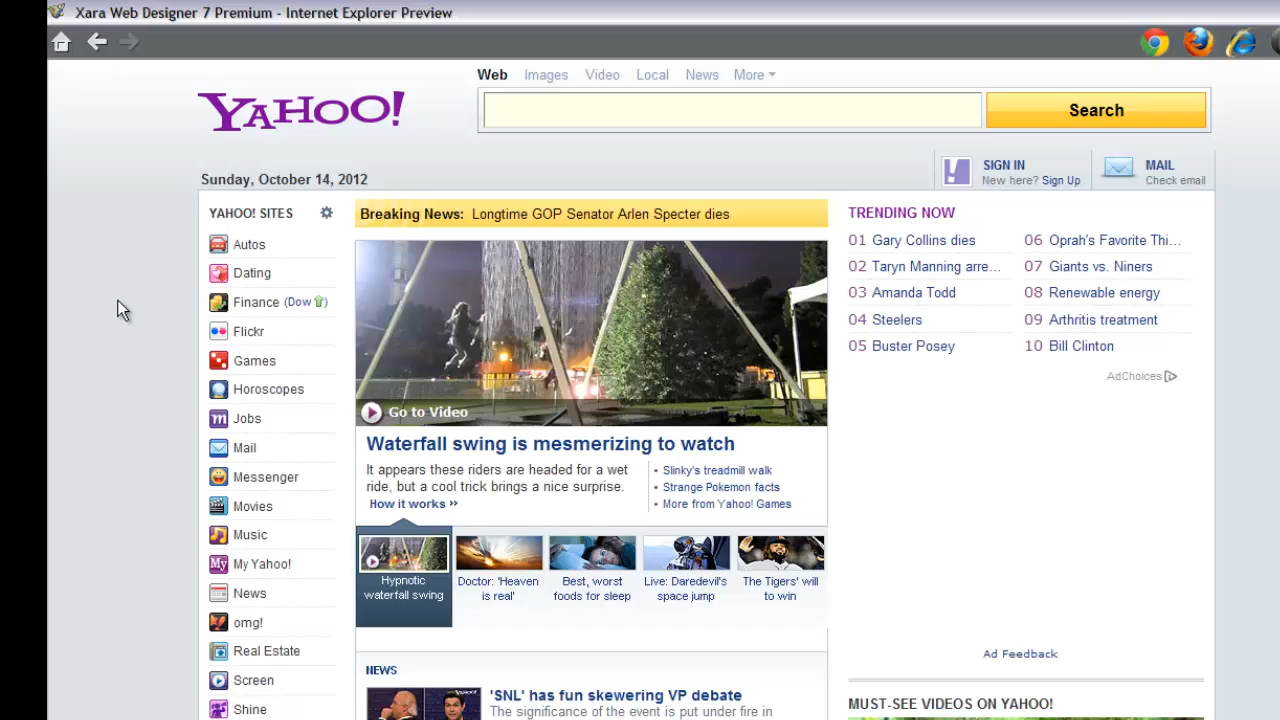 Xara Web Designer 7 Premium - Internet Explorer Preview
Web Images Video Local News More
YAHOO!
Search
SIGN IN
New here? Sign Up
MAIL
Check email
Sunday, October 14, 2012
YAHOO! SITES
Autos
Dating
Finance (Dow⇧)
Flickr
Games
Horoscopes
Jobs
Mail
Messenger
Movies
Music
My Yahoo!
News
omg!
Real Estate
Screen
Shine
Breaking News: Longtime GOP Senator Arlen Specter dies
Go to Video
Waterfall swing is mesmerizing to watch
It appears these riders are headed for a wet
ride, but a cool trick brings a nice surprise.
How it works ››
• Slinky's treadmill walk
• Strange Pokemon facts
• More from Yahoo! Games
Hypnotic
waterfall swing
Doctor: 'Heaven
is real'
Best, worst
foods for sleep
Live: Daredevil's
space jump
The Tigers' will
to win
NEWS
'SNL' has fun skewering VP debate
The significance of the event is put under fire in
TRENDING NOW
01 Gary Collins dies
02 Taryn Manning arre...
03 Amanda Todd
04 Steelers
05 Buster Posey
06 Oprah's Favorite Thi...
07 Giants vs. Niners
08 Renewable energy
09 Arthritis treatment
10 Bill Clinton
AdChoices
Ad Feedback
MUST-SEE VIDEOS ON YAHOO!